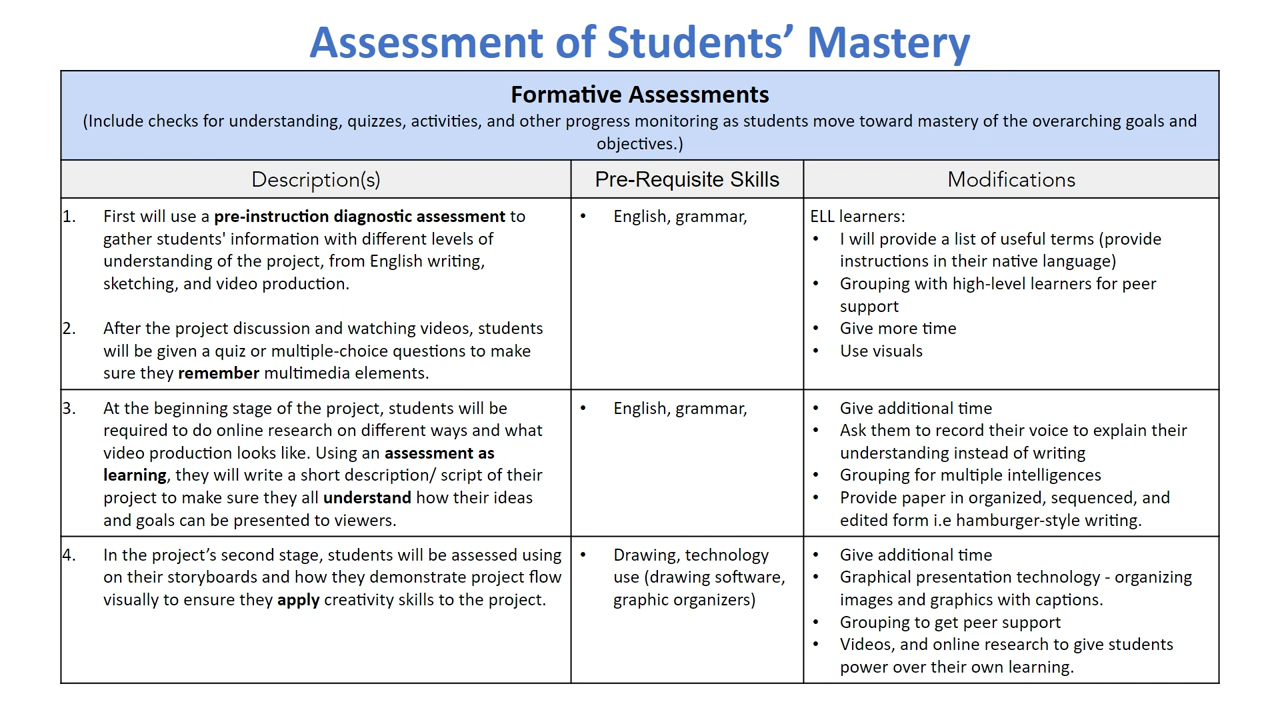 Assessment of Students’ Mastery
Formative Assessments
(Include checks for understanding, quizzes, activities, and other progress monitoring as students move toward mastery of the overarching goals and
objectives.)
Description(s)
Pre-Requisite Skills
Modifications
1. First will use a pre-instruction diagnostic assessment to
gather students' information with different levels of
understanding of the project, from English writing,
sketching, and video production.
2. After the project discussion and watching videos, students
will be given a quiz or multiple-choice questions to make
sure they remember multimedia elements.
• English, grammar,
ELL learners:
• I will provide a list of useful terms (provide
instructions in their native language)
• Grouping with high-level learners for peer
support
• Give more time
• Use visuals
3. At the beginning stage of the project, students will be
required to do online research on different ways and what
video production looks like. Using an assessment as
learning, they will write a short description/ script of their
project to make sure they all understand how their ideas
and goals can be presented to viewers.
• English, grammar,
• Give additional time
• Ask them to record their voice to explain their
understanding instead of writing
• Grouping for multiple intelligences
• Provide paper in organized, sequenced, and
edited form i.e hamburger-style writing.
4. In the project’s second stage, students will be assessed using
on their storyboards and how they demonstrate project flow
visually to ensure they apply creativity skills to the project.
• Drawing, technology
use (drawing software,
graphic organizers)
• Give additional time
• Graphical presentation technology - organizing
images and graphics with captions.
• Grouping to get peer support
• Videos, and online research to give students
power over their own learning.